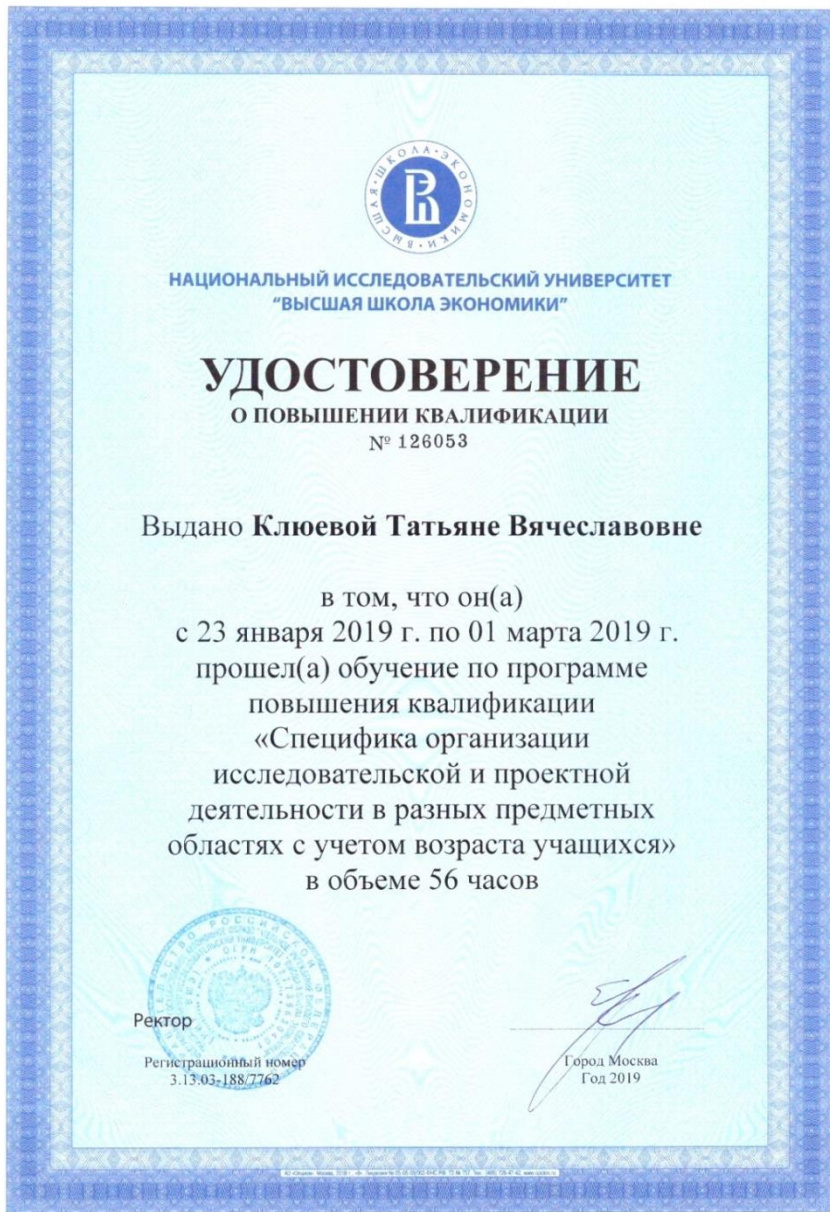 ВЫСШАЯ ШКОЛА ЭКОНОМИКИ
НАЦИОНАЛЬНЫЙ ИССЛЕДОВАТЕЛЬСКИЙ УНИВЕРСИТЕТ
“ВЫСШАЯ ШКОЛА ЭКОНОМИКИ”
УДОСТОВЕРЕНИЕ
О ПОВЫШЕНИИ КВАЛИФИКАЦИИ
№ 126053
Выдано Клюевой Татьяне Вячеславовне
в том, что он(а)
с 23 января 2019 г. по 01 марта 2019 г.
прошел(а) обучение по программе
повышения квалификации
«Специфика организации
исследовательской и проектной
деятельности в разных предметных
областях с учетом возраста учащихся»
в объеме 56 часов
Ректор
Регистрационный номер
3.13.03-188/7762
Город Москва
Год 2019